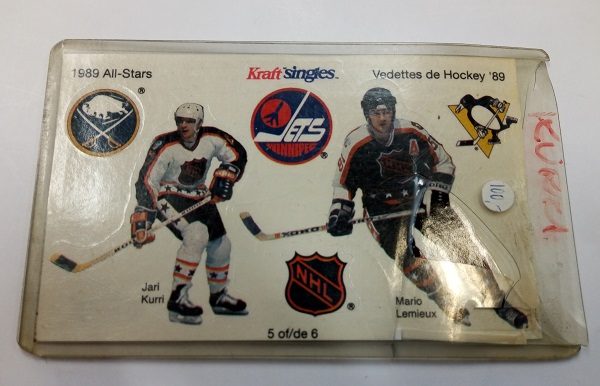 1989 All-Stars
Kraft singles
Vedettes de Hockey '89
®
JETS
WINNIPEG
®
A
100,-
NHL
®
Jari
Kurri
Mario
Lemieux
5 of/de 6